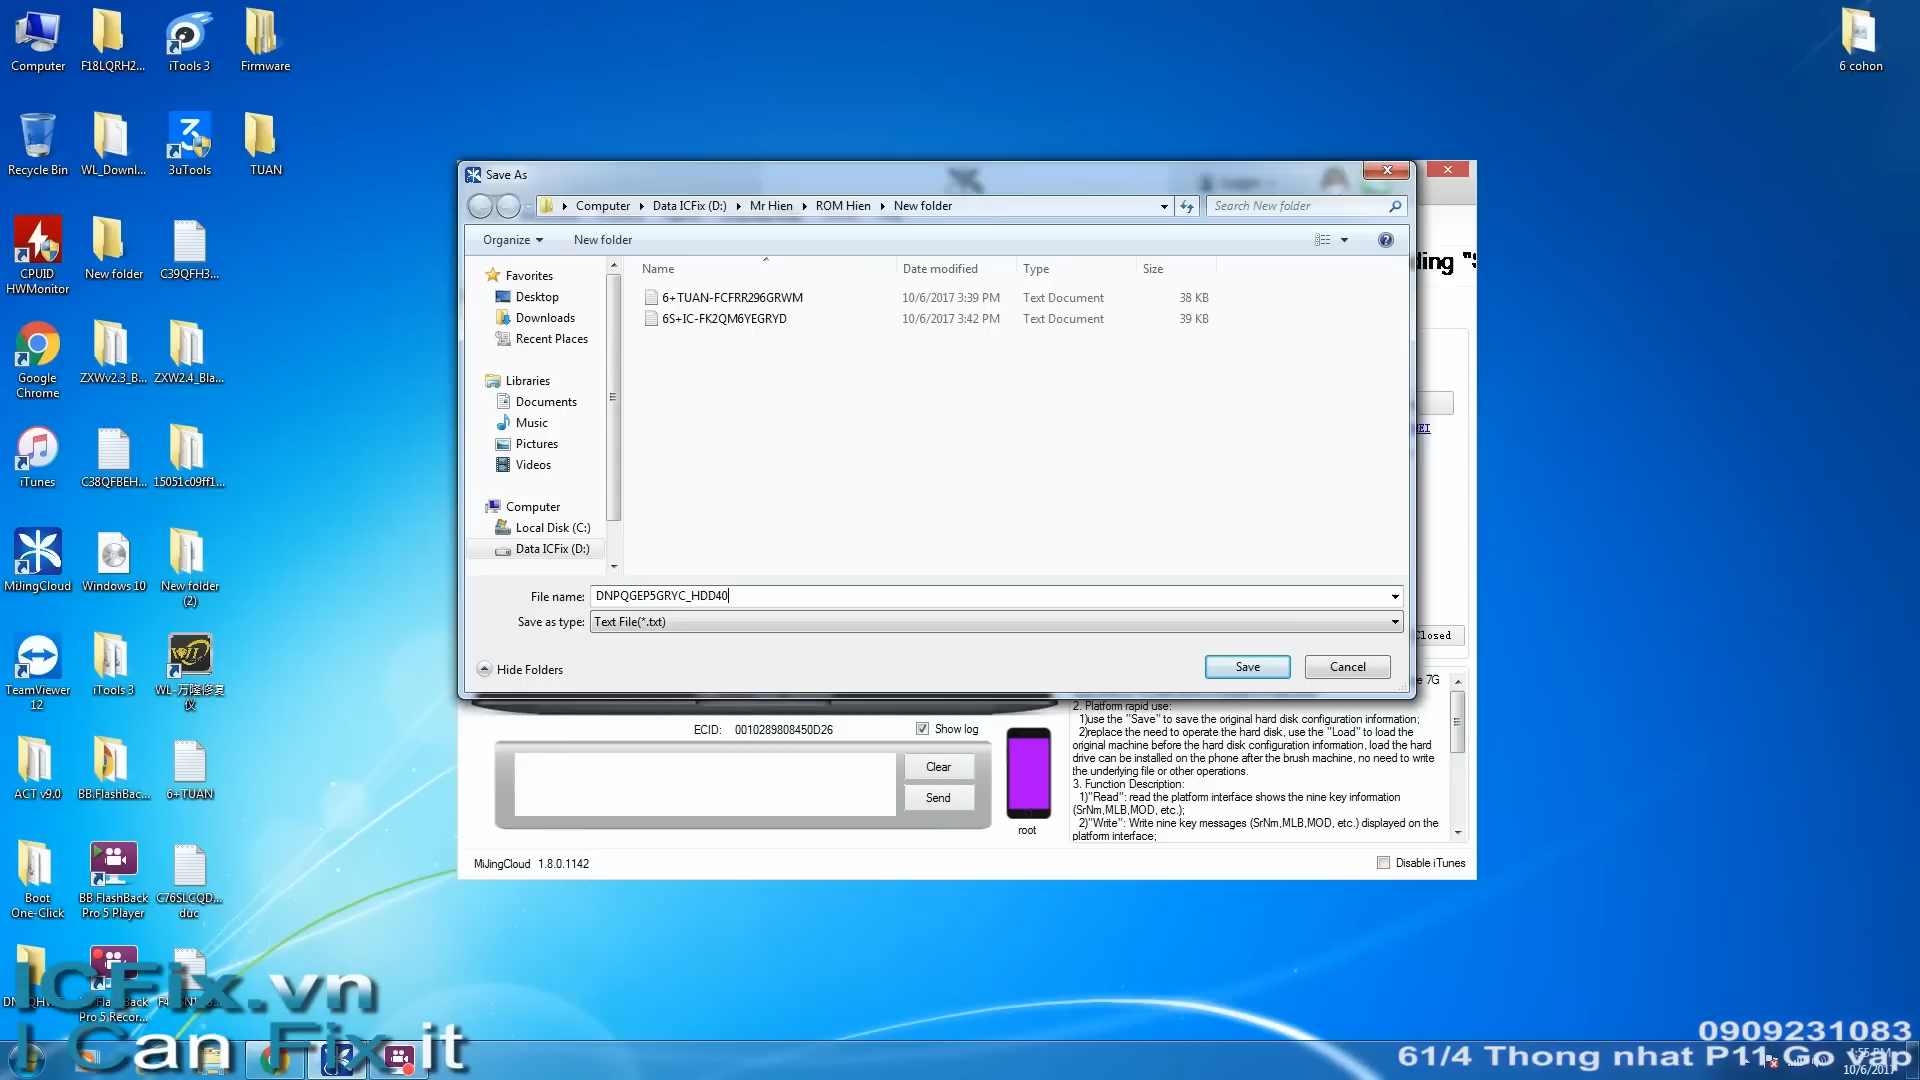 Computer
F18LQRH2...
iTools 3
Firmware
6 cohon
Recycle Bin
WL_Downl...
3uTools
TUAN
CPUID
HWMonitor
New folder
C39QFH3...
Google
Chrome
ZXWv2.3_B...
ZXW2.4_Bla...
iTunes
C38QFBEH...
15051c09ff1...
MiJingCloud
Windows 10
New folder
(2)
TeamViewer
12
iTools 3
WL-万隆修复
仪
ACT v9.0
BB.FlashBac...
6+TUAN
Boot
One-Click
BB FlashBack
Pro 5 Player
C76SLCQD...
duc
Pro 5 Recor...
Save As
Computer
Data ICFix (D:)
Mr Hien
ROM Hien
New folder
Search New folder
Organize
New folder
Favorites
Desktop
Downloads
Recent Places
Libraries
Documents
Music
Pictures
Videos
Computer
Local Disk (C:)
Data ICFix (D:)
Name
Date modified
Type
Size
6+TUAN-FCFRR296GRWM
10/6/2017 3:39 PM
Text Document
38 KB
6S+IC-FK2QM6YEGRYD
10/6/2017 3:42 PM
Text Document
39 KB
File name:
DNPQGEP5GRYC_HDD40
Save as type:
Text File(*.txt)
Hide Folders
Save
Cancel
ding "S
EI
Closed
e 7G
2. Platform rapid use:
1)use the "Save" to save the original hard disk configuration information;
2)replace the need to operate the hard disk, use the "Load" to load the
original machine before the hard disk configuration information, load the hard
drive can be installed on the phone after the brush machine, no need to write
the underlying file or other operations.
3. Function Description:
1)"Read": read the platform interface shows the nine key information
(SrNm,MLB,MOD, etc.);
2)"Write": Write nine key messages (SrNm,MLB,MOD, etc.) displayed on the
platform interface;
ECID: 0010289808450D26
Show log
Clear
Send
root
MiJingCloud 1.8.0.1142
Disable iTunes
ICFix.vn
I Can Fix it
0909231083
61/4 Thong nhat P11 Go vap
10/6/2017